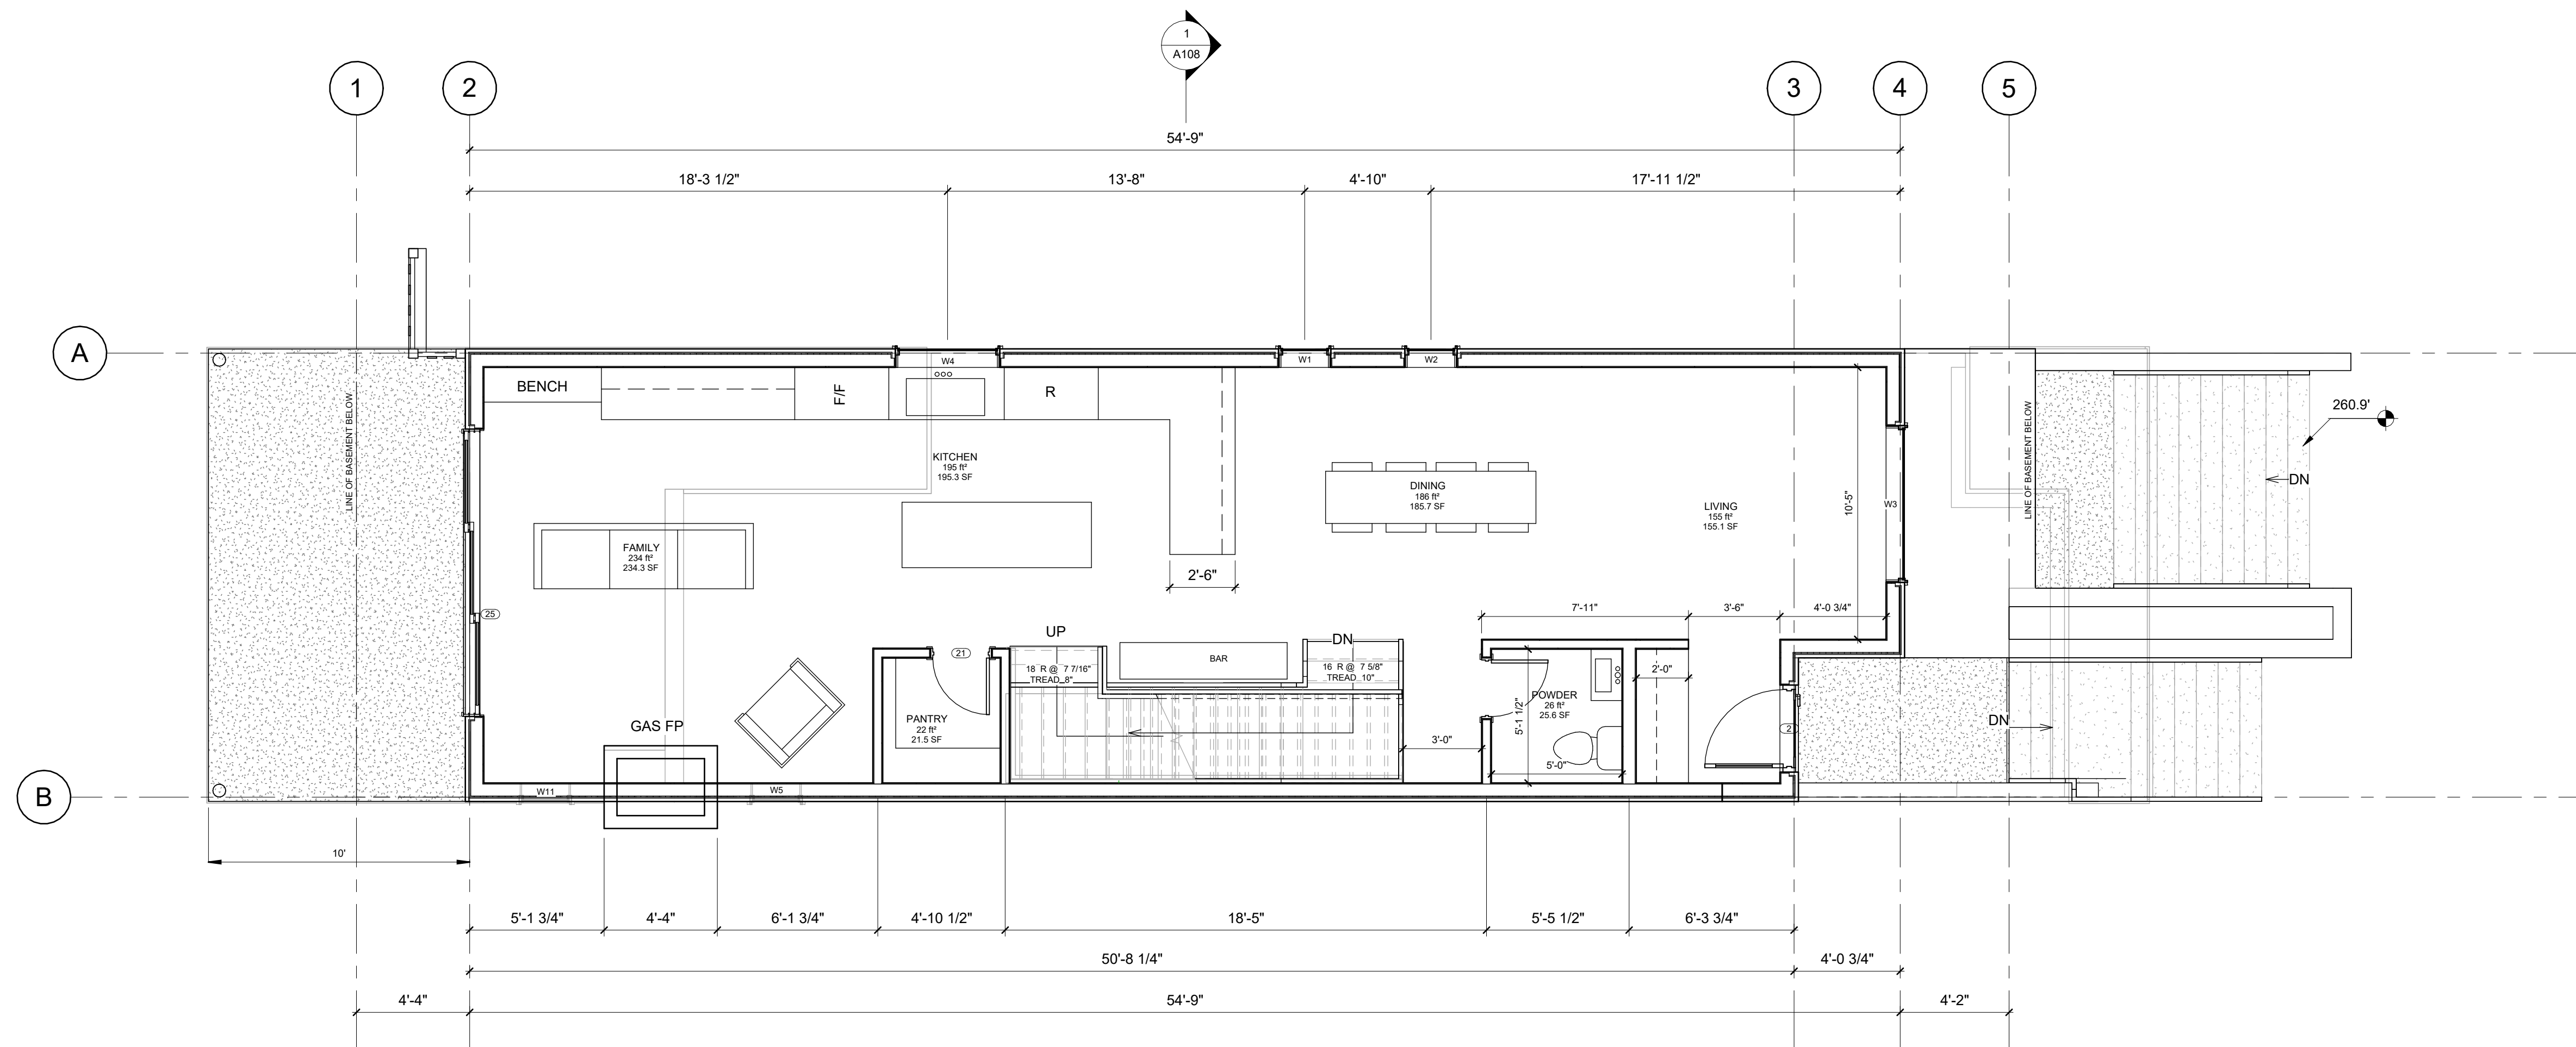 1
A108
1
2
3
4
5
54'-9"
18'-3 1/2"
13'-8"
4'-10"
17'-11 1/2"
A
W4
W1
W2
BENCH
F/F
R
LINE OF BASEMENT BELOW
LINE OF BASEMENT BELOW
260.9'
KITCHEN
195 ft²
195.3 SF
DINING
186 ft²
185.7 SF
LIVING
155 ft²
155.1 SF
10'-5"
W3
DN
FAMILY
234 ft²
234.3 SF
2'-6"
25
7'-11"
3'-6"
4'-0 3/4"
UP
DN
21
BAR
18 R @ 7 7/16"
TREAD 8"
16 R @ 7 5/8"
TREAD 10"
2'-0"
POWDER
26 ft²
25.6 SF
5'-1 1/2"
PANTRY
22 ft²
21.5 SF
GAS FP
DN
2
3'-0"
5'-0"
B
W11
W5
10'
5'-1 3/4"
4'-4"
6'-1 3/4"
4'-10 1/2"
18'-5"
5'-5 1/2"
6'-3 3/4"
50'-8 1/4"
4'-0 3/4"
4'-4"
54'-9"
4'-2"